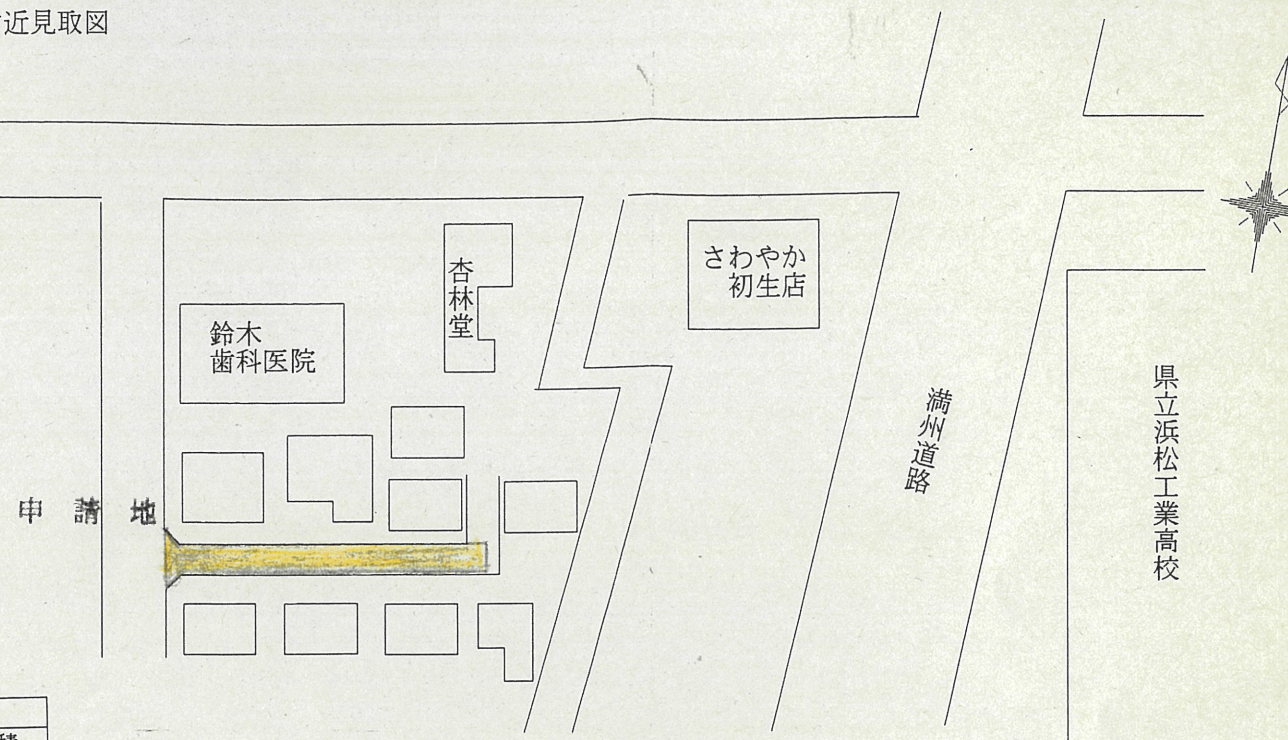 近見取図
さわやか
初生店
杏林堂
鈴木
歯科医院
満州道路
県立浜松工業高校
申請地